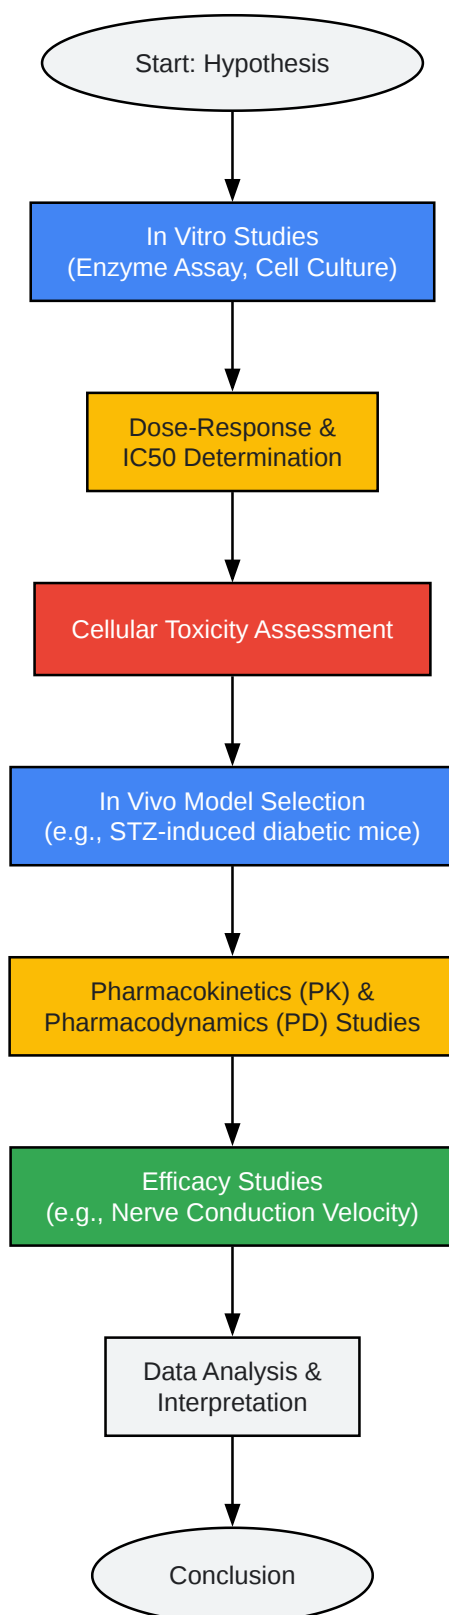 Start: Hypothesis
In Vitro Studies
(Enzyme Assay, Cell Culture)
Dose-Response &
IC50 Determination
Cellular Toxicity Assessment
In Vivo Model Selection
(e.g., STZ-induced diabetic mice)
Pharmacokinetics (PK) &
Pharmacodynamics (PD) Studies
Efficacy Studies
(e.g., Nerve Conduction Velocity)
Data Analysis &
Interpretation
Conclusion